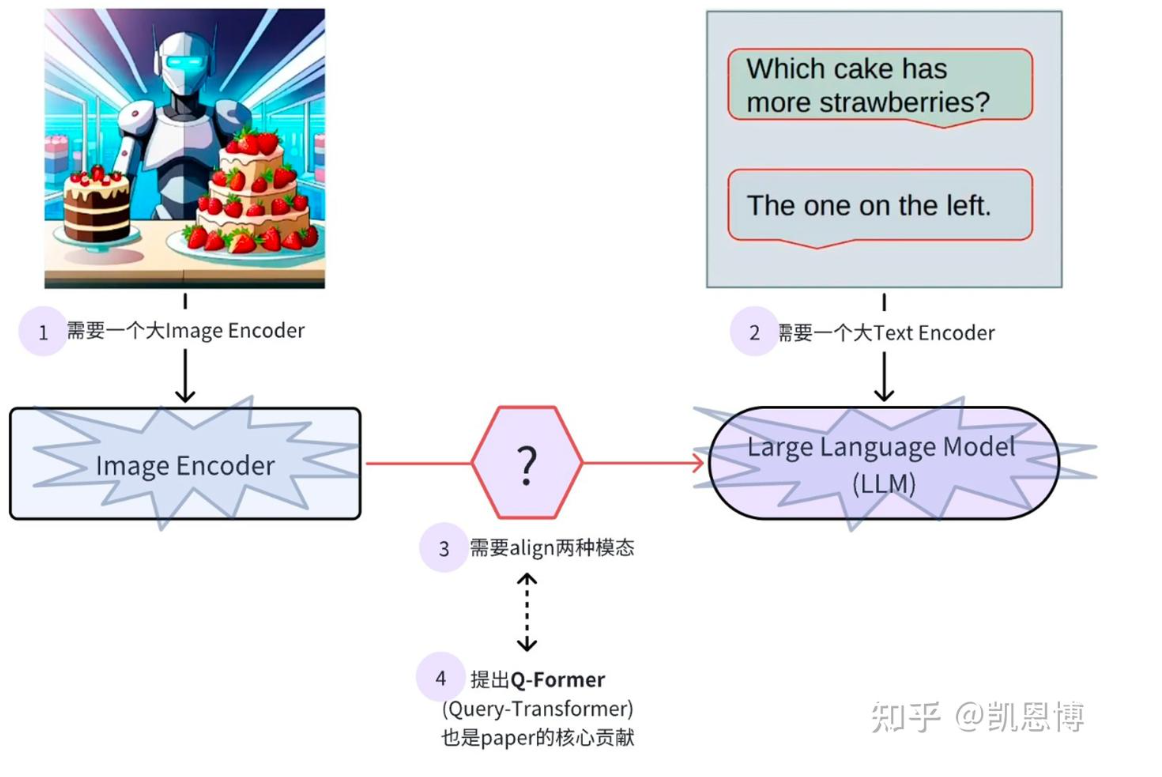 Which cake has
more strawberries?
The one on the left.
1 需要一个大Image Encoder
2 需要一个大Text Encoder
Image Encoder
?
Large Language Model
(LLM)
3 需要align两种模态
4 提出Q-Former
(Query-Transformer)
也是paper的核心贡献
知乎 @凯恩博